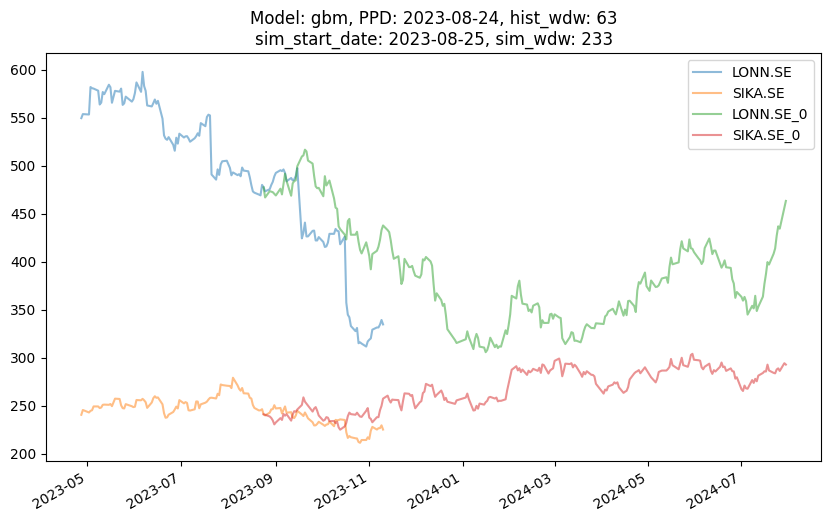 Model: gbm, PPD: 2023-08-24, hist_wdw: 63
sim_start_date: 2023-08-25, sim_wdw: 233
LONN.SE
SIKA.SE
LONN.SE_0
SIKA.SE_0
600
550
500
450
400
350
300
250
200
2023-05
2023-07
2023-09
2023-11
2024-01
2024-03
2024-05
2024-07